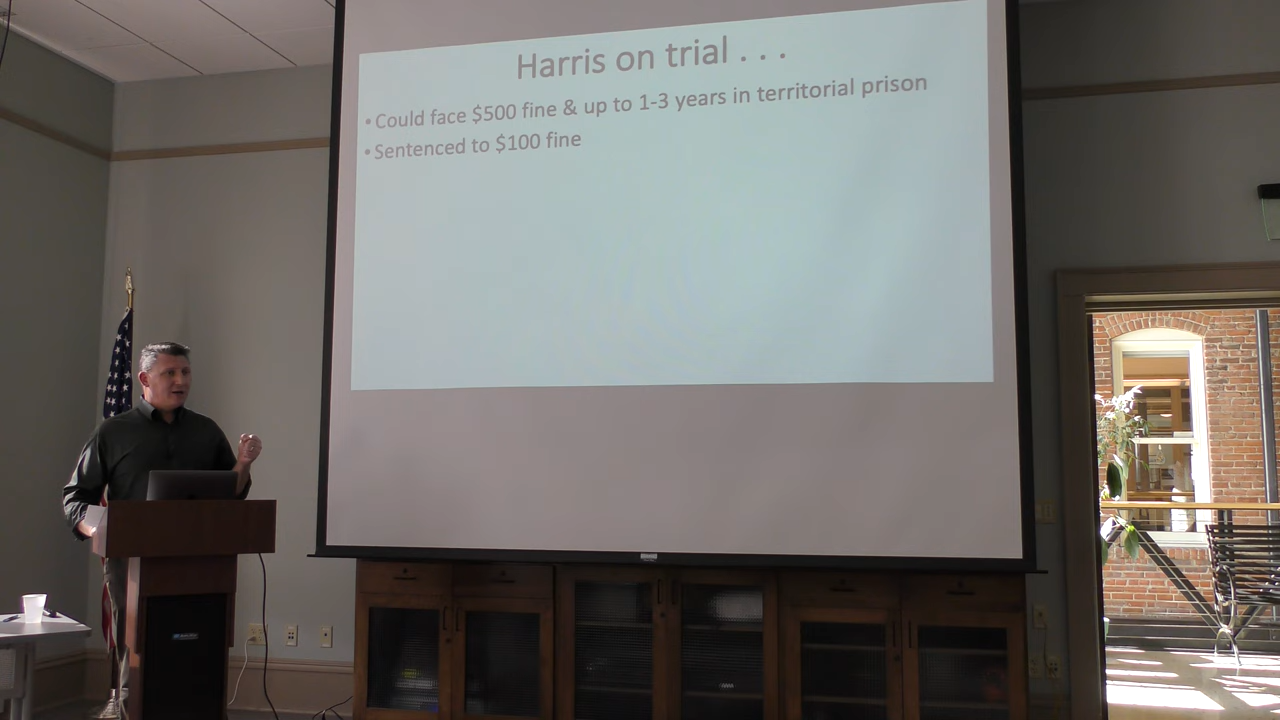 Harris on trial . . .
• Could face $500 fine & up to 1-3 years in territorial prison
• Sentenced to $100 fine